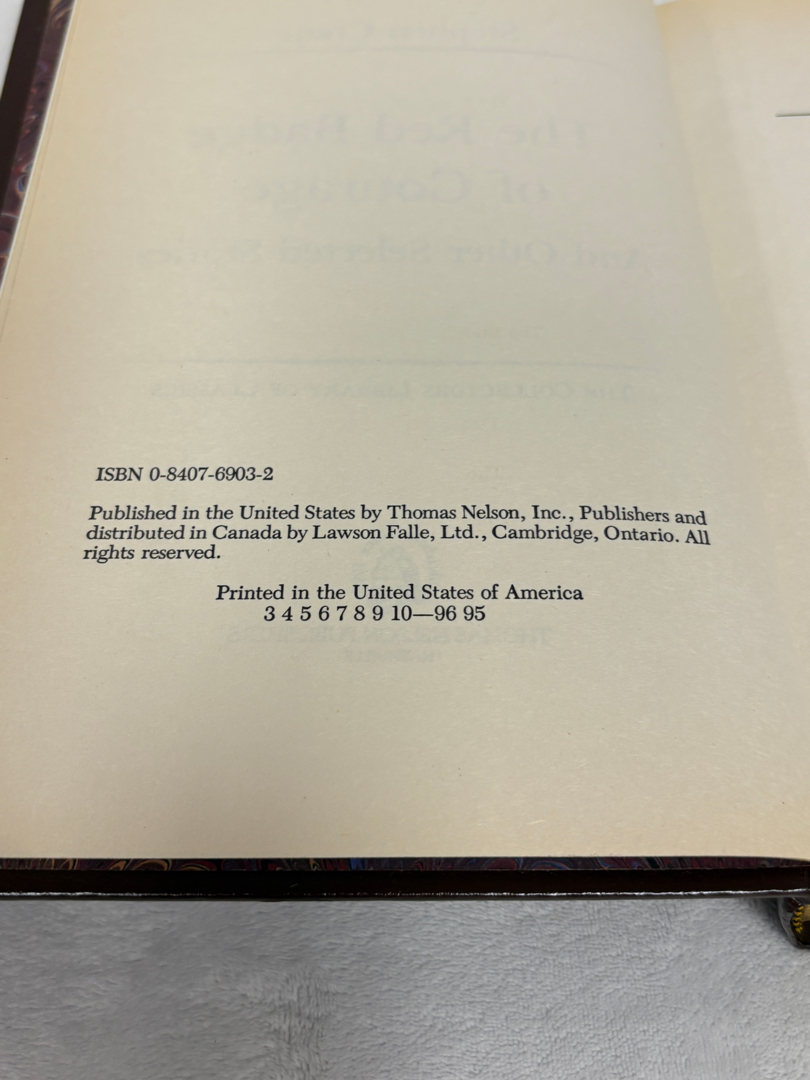 ISBN 0-8407-6903-2
Published in the United States by Thomas Nelson, Inc., Publishers and
distributed in Canada by Lawson Falle, Ltd., Cambridge, Ontario. All
rights reserved.
Printed in the United States of America
3 4 5 6 7 8 9 10—96 95